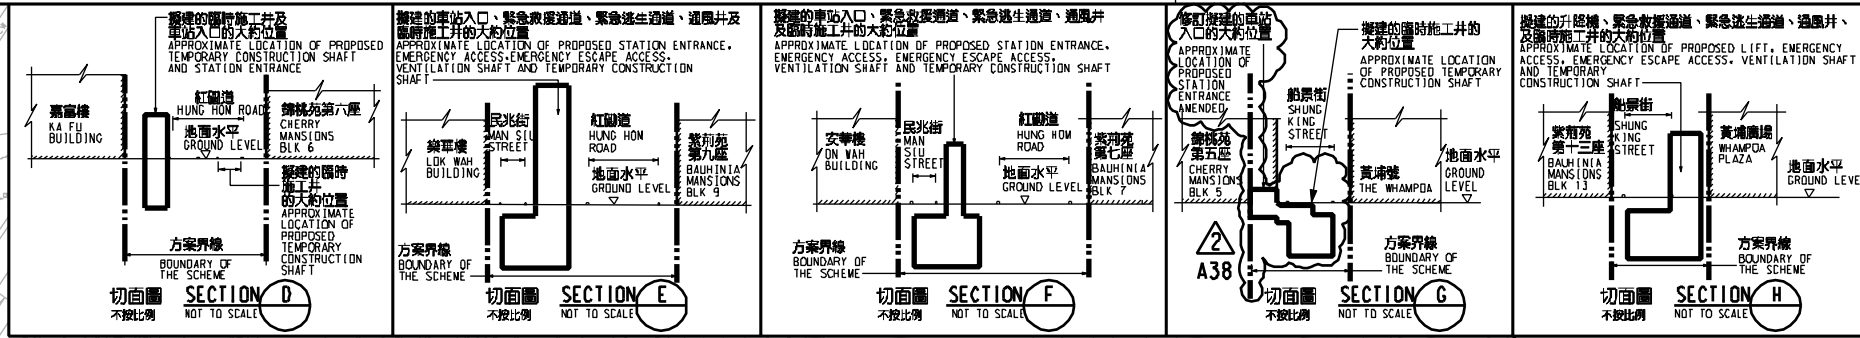 擬建的臨時施工井及
車站入口的大約位置
APPROXIMATE LOCATION OF PROPOSED
TEMPORARY CONSTRUCTION SHAFT
AND STATION ENTRANCE
嘉富樓
KA FU
BUILDING
紅磡道
HUNG HOM ROAD
地面水平
GROUND LEVEL
錦桃苑第六座
CHERRY
MANSIONS
BLK 6
擬建的臨時
施工井
的大約位置
APPROXIMATE
LOCATION OF
PROPOSED
TEMPORARY
CONSTRUCTION
SHAFT
方案界線
BOUNDARY OF
THE SCHEME
切面圖
不按比例
SECTION D
NOT TO SCALE
擬建的車站入口、緊急救援通道、緊急逃生通道、通風井及
臨時施工井的大約位置
APPROXIMATE LOCATION OF PROPOSED STATION ENTRANCE,
EMERGENCY ACCESS,EMERGENCY ESCAPE ACCESS,
VENTILATION SHAFT AND TEMPORARY CONSTRUCTION
SHAFT
樂華樓
LOK WAH
BUILDING
民兆街
MAN SIU
STREET
紅磡道
HUNG HOM
ROAD
地面水平
GROUND LEVEL
紫荊苑
第九座
BAUHINIA
MANSIONS
BLK 9
方案界線
BOUNDARY OF
THE SCHEME
切面圖
不按比例
SECTION E
NOT TO SCALE
擬建的車站入口、緊急救援通道、緊急逃生通道、通風井
及臨時施工井的大約位置
APPROXIMATE LOCATION OF PROPOSED STATION ENTRANCE,
EMERGENCY ACCESS, EMERGENCY ESCAPE ACCESS,
VENTILATION SHAFT AND TEMPORARY CONSTRUCTION SHAFT
安華樓
ON WAH
BUILDING
民兆街
MAN
SIU
STREET
紅磡道
HUNG HOM
ROAD
地面水平
GROUND LEVEL
紫荊苑
第七座
BAUHINIA
MANSIONS
BLK 7
方案界線
BOUNDARY OF
THE SCHEME
切面圖
不按比例
SECTION F
NOT TO SCALE
修訂擬建的車站
入口的大約位置
APPROXIMATE
LOCATION OF
PROPOSED
STATION
ENTRANCE
AMENDED
擬建的臨時施工井的
大約位置
APPROXIMATE LOCATION
OF PROPOSED TEMPORARY
CONSTRUCTION SHAFT
船景街
SHUNG
KING
STREET
錦桃苑
第五座
CHERRY
MANSIONS
BLK 5
黃埔號
THE WHAMPOA
地面水平
GROUND
LEVEL
2
A38
方案界線
BOUNDARY OF
THE SCHEME
切面圖
不按比例
SECTION G
NOT TO SCALE
擬建的升降機、緊急救援通道、緊急逃生通道、通風井、
及臨時施工井的大約位置
APPROXIMATE LOCATION OF PROPOSED LIFT, EMERGENCY
ACCESS, EMERGENCY ESCAPE ACCESS, VENTILATION SHAFT
AND TEMPORARY
CONSTRUCTION SHAFT
船景街
SHUNG
KING
STREET
紫荊苑
第十三座
BAUHINIA
MANSIONS
BLK 13
黃埔廣場
WHAMPOA
PLAZA
地面水平
GROUND LEVE
方案界線
BOUNDARY OF
THE SCHEME
切面圖
不按比例
SECTION H
NOT TO SCALE